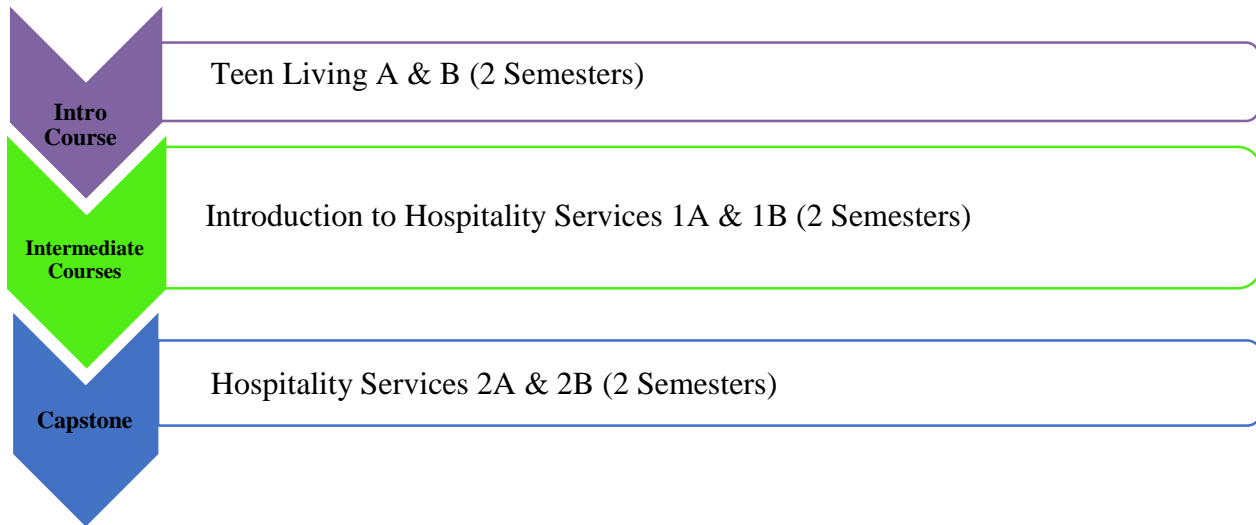 Intro
Course
Teen Living A & B (2 Semesters)
Intermediate
Courses
Introduction to Hospitality Services 1A & 1B (2 Semesters)
Capstone
Hospitality Services 2A & 2B (2 Semesters)